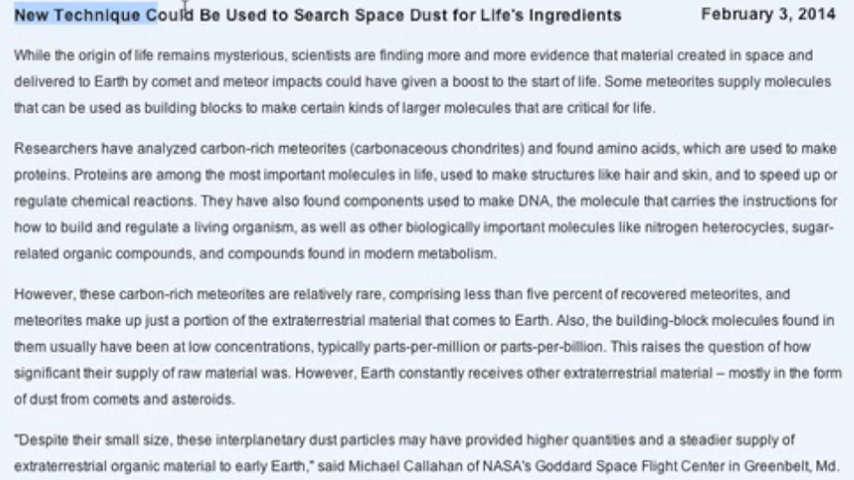 New Technique Could Be Used to Search Space Dust for Life's Ingredients February 3, 2014
While the origin of life remains mysterious, scientists are finding more and more evidence that material created in space and
delivered to Earth by comet and meteor impacts could have given a boost to the start of life. Some meteorites supply molecules
that can be used as building blocks to make certain kinds of larger molecules that are critical for life.
Researchers have analyzed carbon-rich meteorites (carbonaceous chondrites) and found amino acids, which are used to make
proteins. Proteins are among the most important molecules in life, used to make structures like hair and skin, and to speed up or
regulate chemical reactions. They have also found components used to make DNA, the molecule that carries the instructions for
how to build and regulate a living organism, as well as other biologically important molecules like nitrogen heterocycles, sugar-
related organic compounds, and compounds found in modern metabolism.
However, these carbon-rich meteorites are relatively rare, comprising less than five percent of recovered meteorites, and
meteorites make up just a portion of the extraterrestrial material that comes to Earth. Also, the building-block molecules found in
them usually have been at low concentrations, typically parts-per-million or parts-per-billion. This raises the question of how
significant their supply of raw material was. However, Earth constantly receives other extraterrestrial material – mostly in the form
of dust from comets and asteroids.
"Despite their small size, these interplanetary dust particles may have provided higher quantities and a steadier supply of
extraterrestrial organic material to early Earth," said Michael Callahan of NASA's Goddard Space Flight Center in Greenbelt, Md.